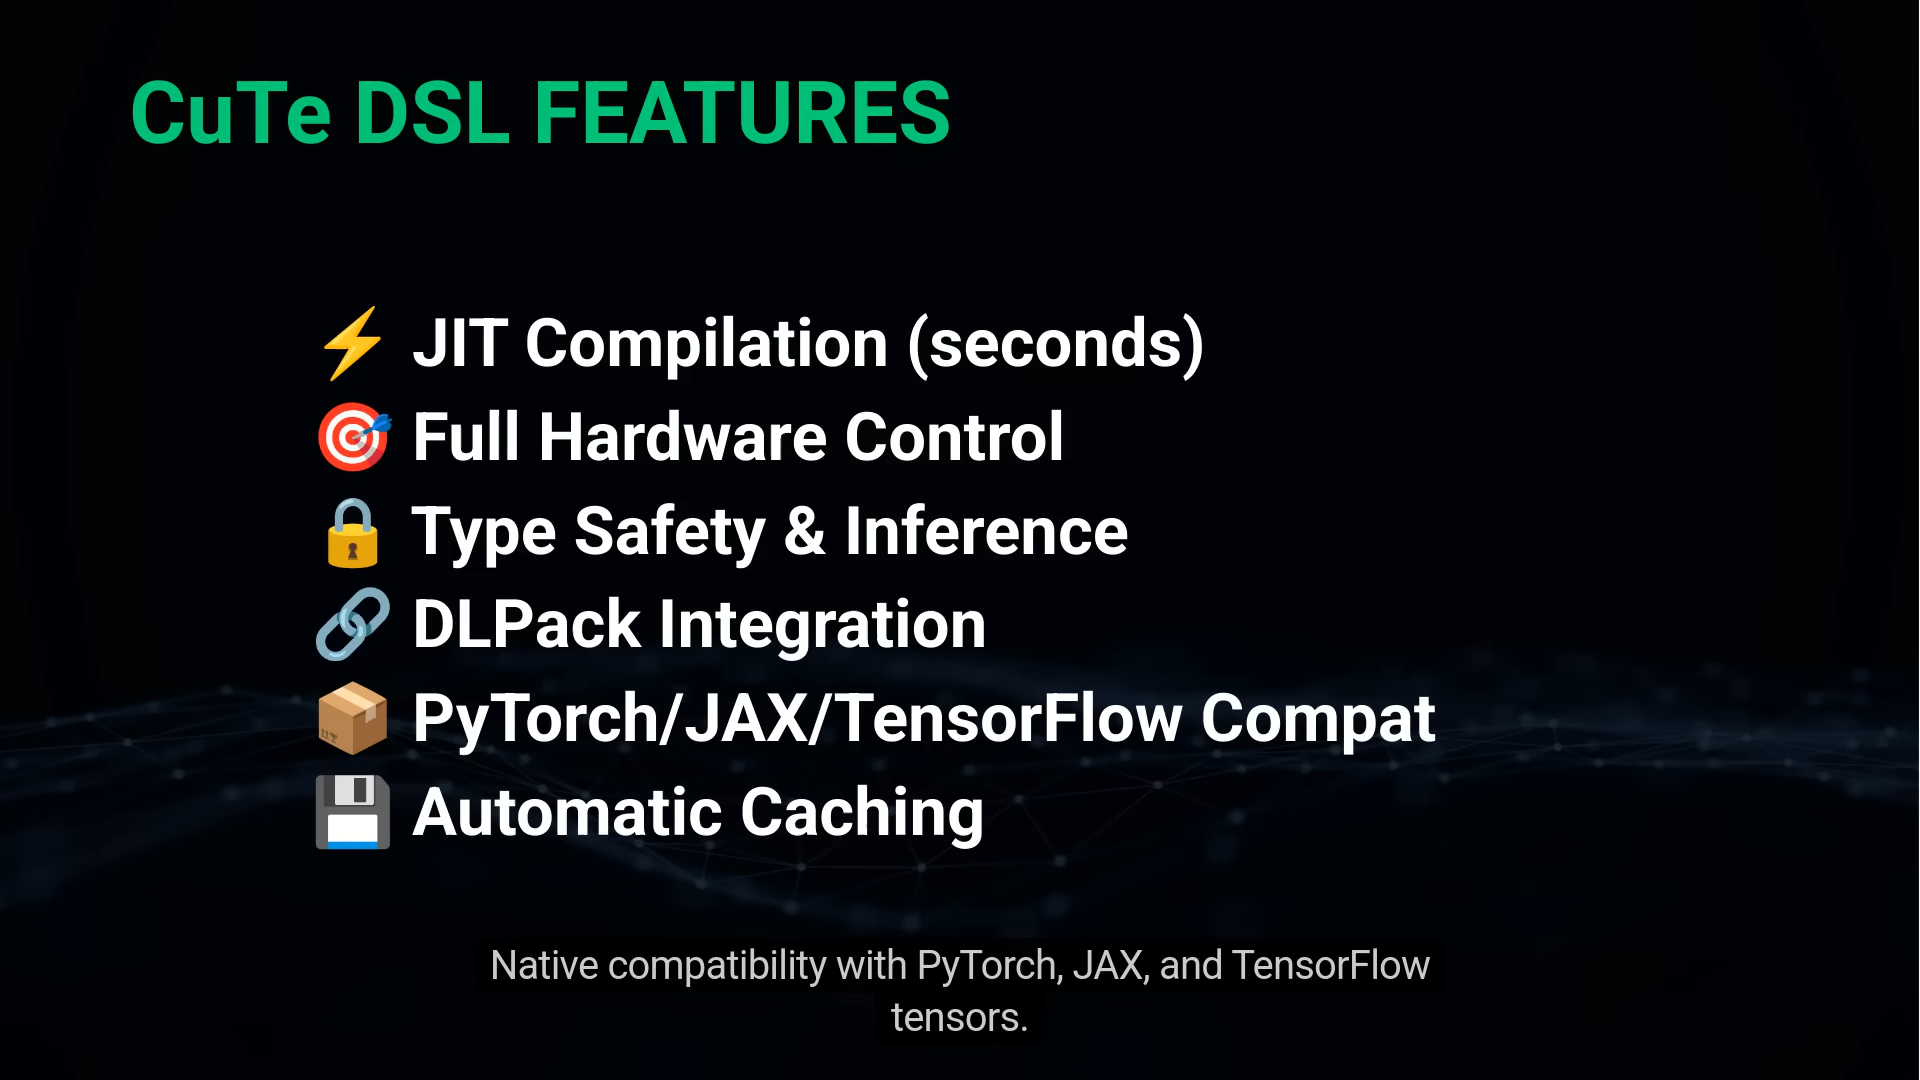 CuTe DSL FEATURES
⚡ JIT Compilation (seconds)
🎯 Full Hardware Control
🔒 Type Safety & Inference
🔗 DLPack Integration
📦 PyTorch/JAX/TensorFlow Compat
💾 Automatic Caching
Native compatibility with PyTorch, JAX, and TensorFlow
tensors.